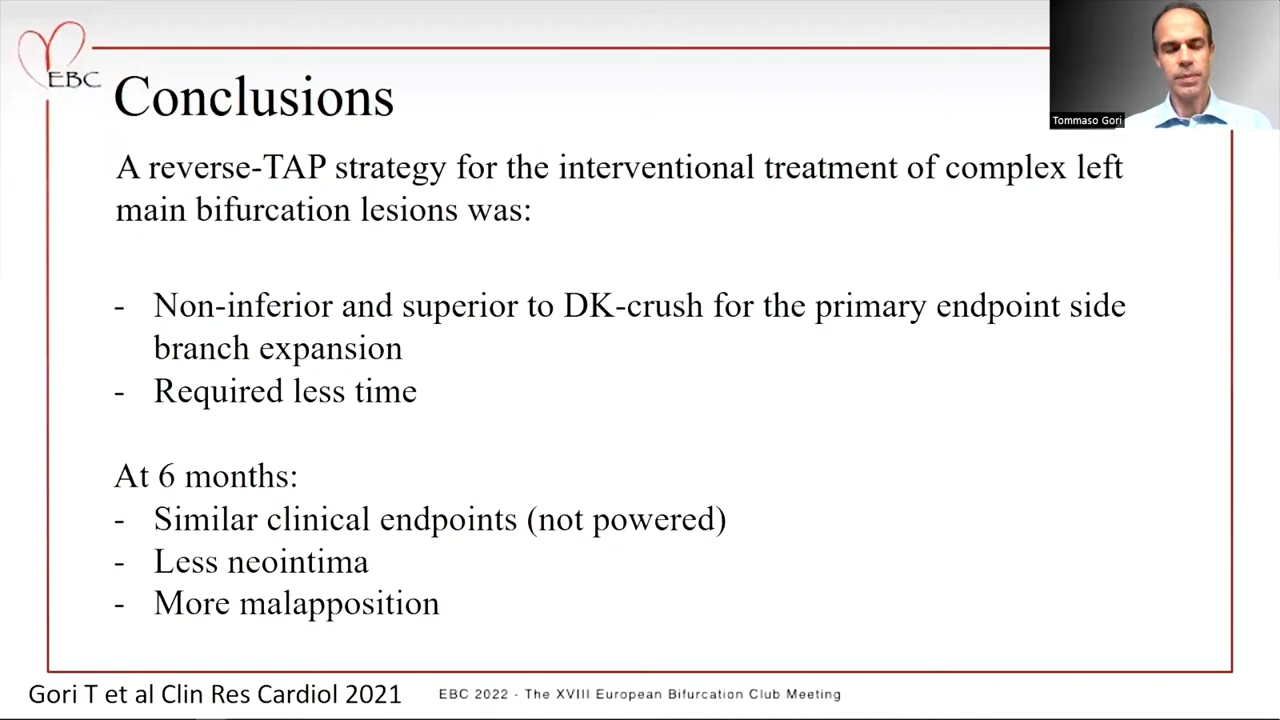 EBC
Conclusions
Tommaso Gori
A reverse-TAP strategy for the interventional treatment of complex left
main bifurcation lesions was:
- Non-inferior and superior to DK-crush for the primary endpoint side
branch expansion
- Required less time
At 6 months:
- Similar clinical endpoints (not powered)
- Less neointima
- More malapposition
Gori T et al Clin Res Cardiol 2021
EBC 2022 - The XVIII European Bifurcation Club Meeting